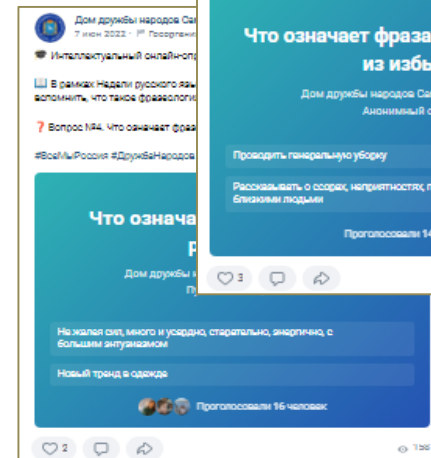 Дом дружбы народов Сам
7 июн 2022
Интеллектуальный онлайн-опр
В рамках Недели русского язы
вспомнить, что такое фразеологи
Вопрос №4. Что означает фраз
#ВсеМыРоссия #ДружбаНародов
Что означа
р
Дом дружбы н
Пу
Не жалея сил, много и усердно, старательно, энергично, с
большим энтузиазмом
Новый тренд в одежде
Проголосовали 16 человек
2
158
Что означает фраза
из избы
Дом дружбы народов Са
Анонимный о
Проводить генеральную уборку
Рассказывать о ссорах, неприятностях, п
близкими людьми
Проголосовали 14
3